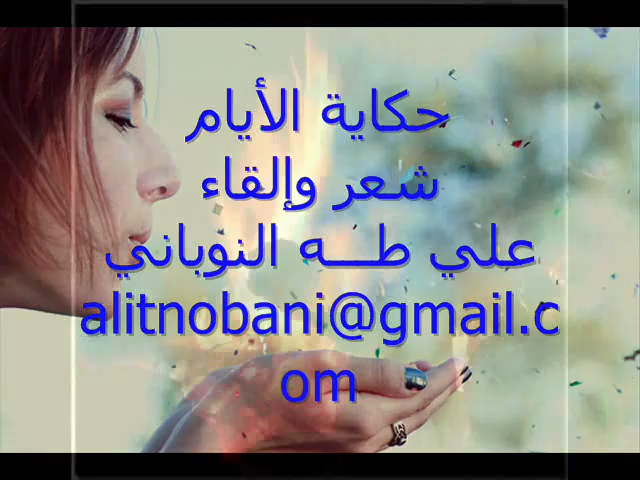 حكاية الأيام
شعر وإلقاء
علي طـــه النوباني
alitnobani@gmail.c
om